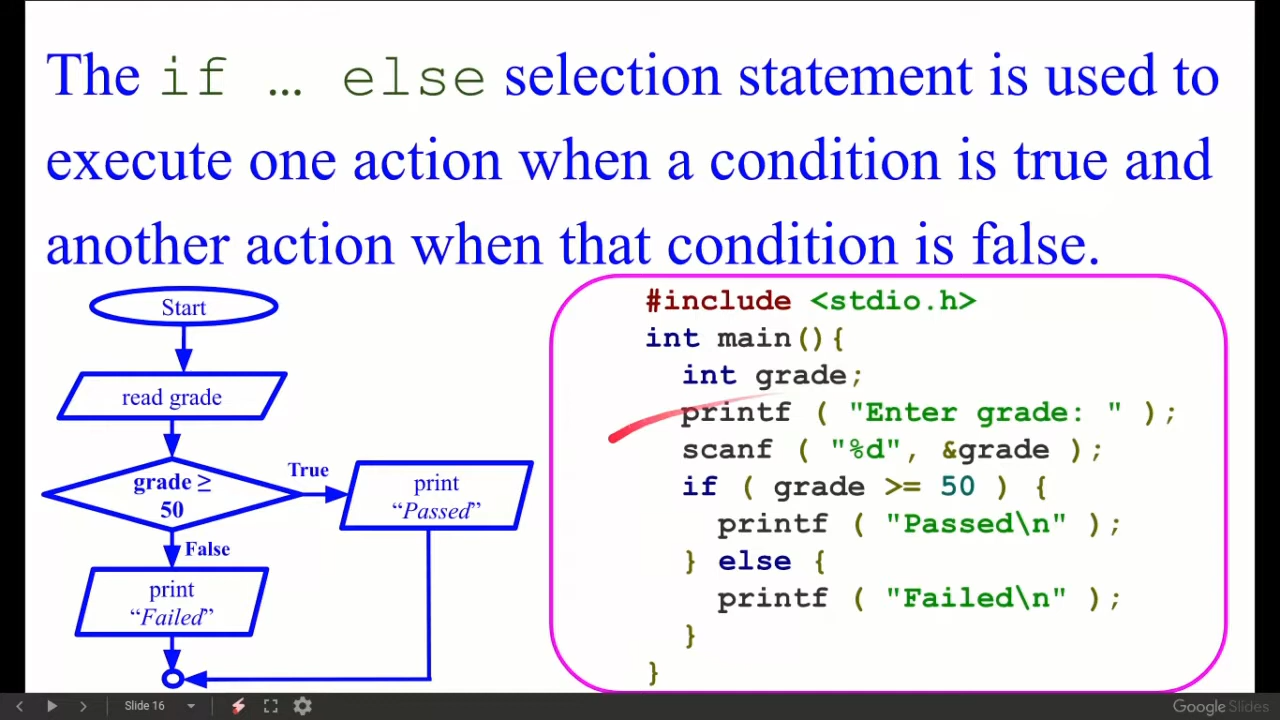 The if … else selection statement is used to
execute one action when a condition is true and
another action when that condition is false.
Start
read grade
grade ≥
50
True
print
“Passed”
False
print
“Failed”
#include <stdio.h>
int main(){
int grade;
printf ( "Enter grade: " );
scanf ( "%d", &grade );
if ( grade >= 50 ) {
printf ( "Passed\n" );
} else {
printf ( "Failed\n" );
}
}
Slide 16
Google Slides